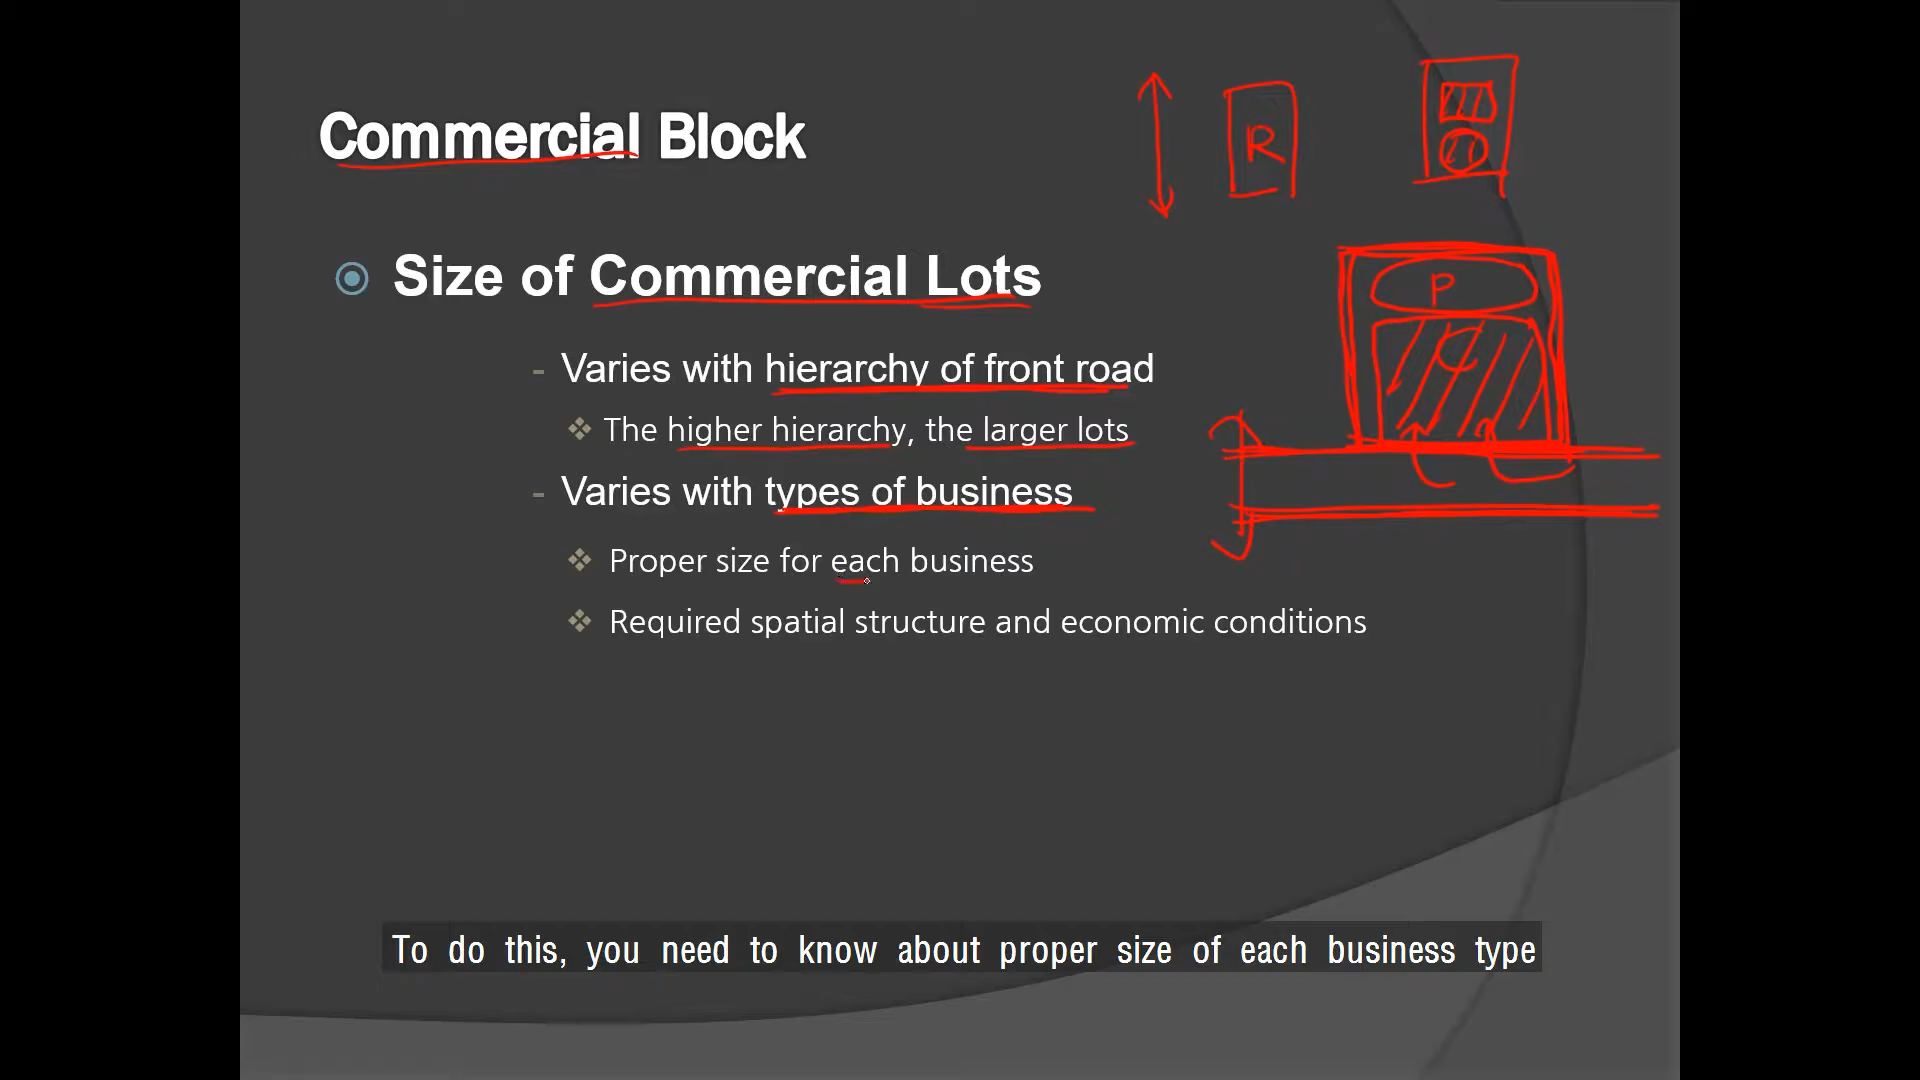 Commercial Block
Size of Commercial Lots
- Varies with hierarchy of front road
The higher hierarchy, the larger lots
- Varies with types of business
Proper size for each business
Required spatial structure and economic conditions
R
P
C
To do this, you need to know about proper size of each business type